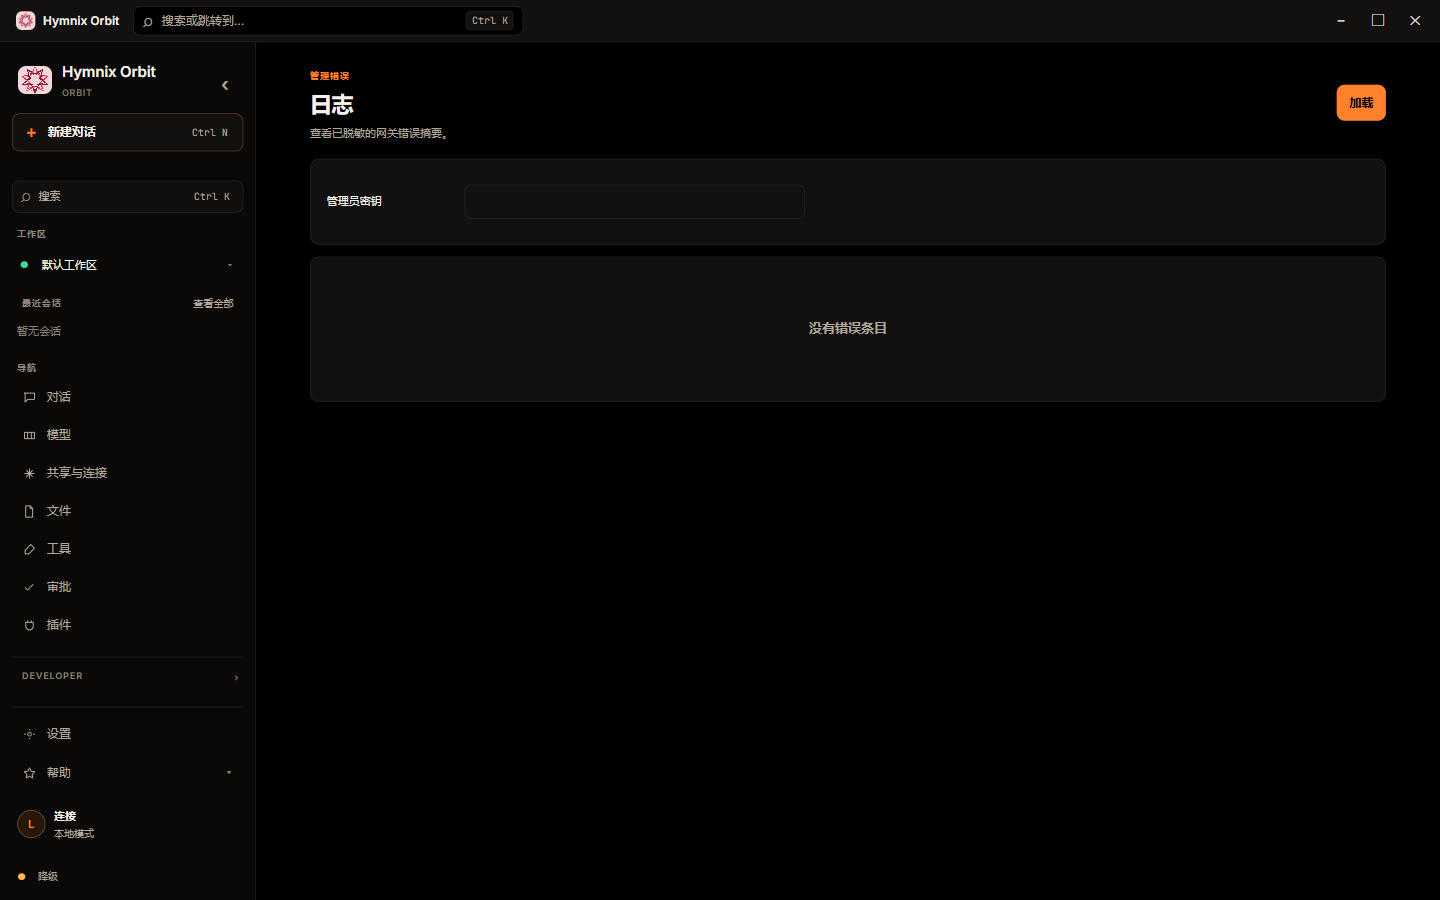 Hymnix Orbit
搜索或跳转到...
Ctrl K
Hymnix Orbit
ORBIT
+ 新建对话 Ctrl N
搜索 Ctrl K
工作区
默认工作区
最近会话 查看全部
暂无会话
导航
对话
模型
共享与连接
文件
工具
审批
插件
DEVELOPER
设置
帮助
L
连接
本地模式
降级
管理错误
日志
查看已脱敏的网关错误摘要。
加载
管理员密钥
没有错误条目